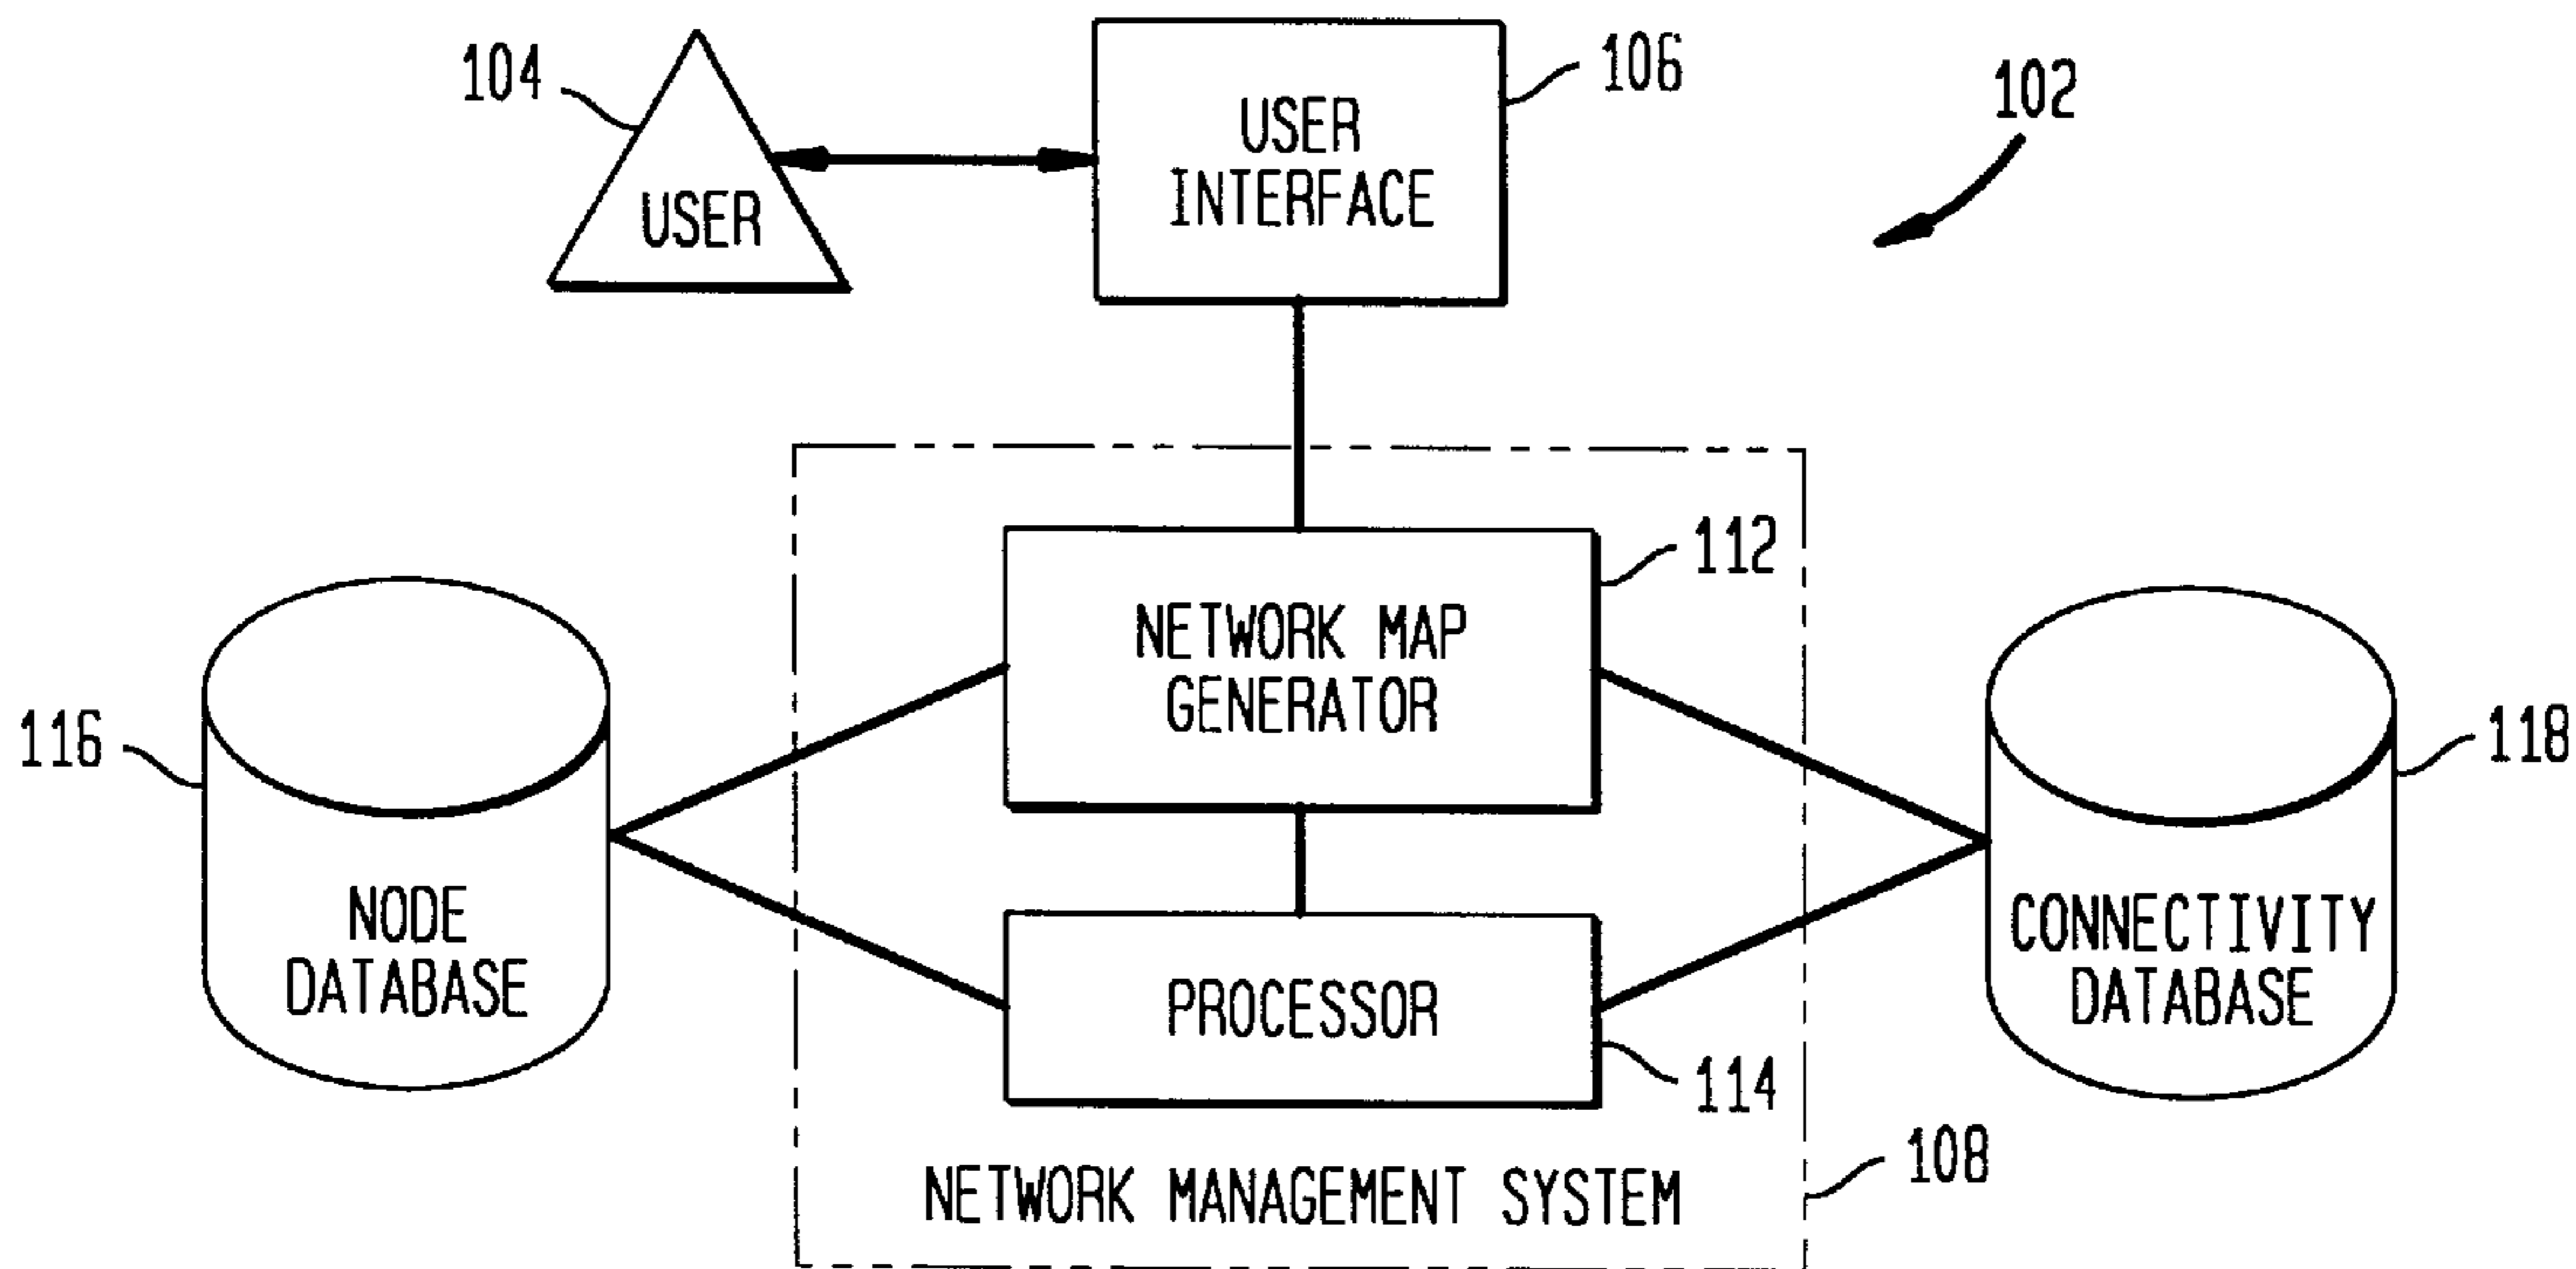 104
USER
USER
INTERFACE
106
102
112
NETWORK MAP
GENERATOR
116
NODE
DATABASE
118
CONNECTIVITY
DATABASE
PROCESSOR
114
108
NETWORK MANAGEMENT SYSTEM